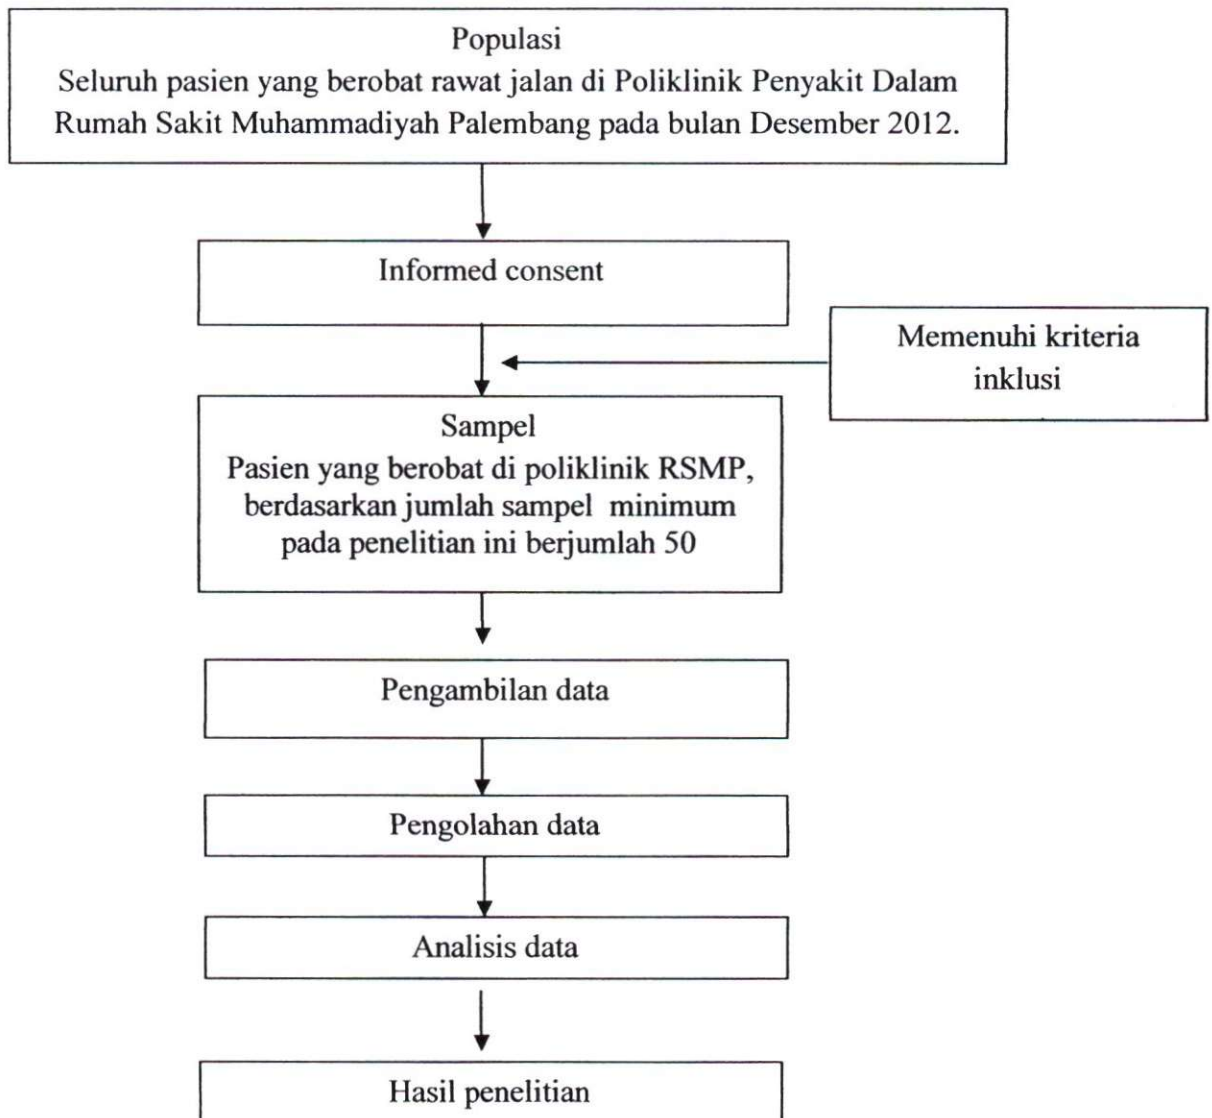 Populasi
Seluruh pasien yang berobat rawat jalan di Poliklinik Penyakit Dalam
Rumah Sakit Muhammadiyah Palembang pada bulan Desember 2012.
Informed consent
Memenuhi kriteria
inklusi
Sampel
Pasien yang berobat di poliklinik RSMP,
berdasarkan jumlah sampel minimum
pada penelitian ini berjumlah 50
Pengambilan data
Pengolahan data
Analisis data
Hasil penelitian